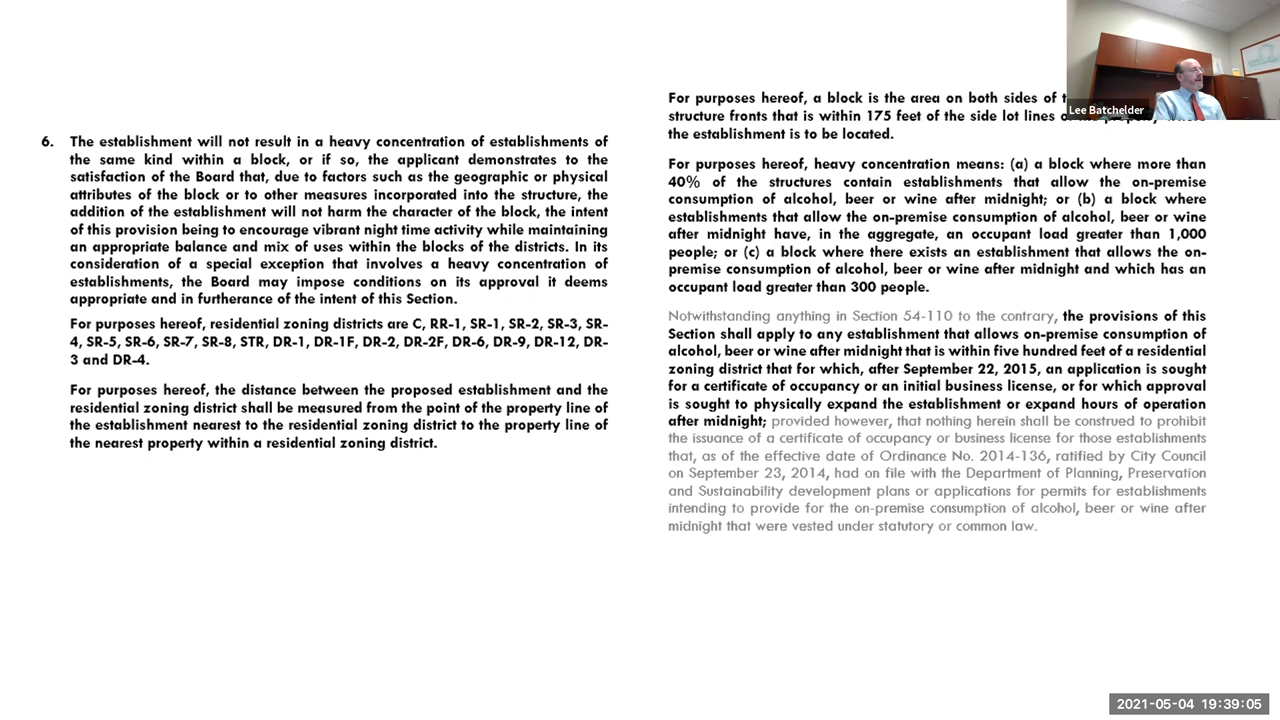 6. The establishment will not result in a heavy concentration of establishments of
the same kind within a block, or if so, the applicant demonstrates to the
satisfaction of the Board that, due to factors such as the geographic or physical
attributes of the block or to other measures incorporated into the structure, the
addition of the establishment will not harm the character of the block, the intent
of this provision being to encourage vibrant night time activity while maintaining
an appropriate balance and mix of uses within the blocks of the districts. In its
consideration of a special exception that involves a heavy concentration of
establishments, the Board may impose conditions on its approval it deems
appropriate and in furtherance of the intent of this Section.
For purposes hereof, residential zoning districts are C, RR-1, SR-1, SR-2, SR-3, SR-
4, SR-5, SR-6, SR-7, SR-8, STR, DR-1, DR-1F, DR-2, DR-2F, DR-6, DR-9, DR-12, DR-
3 and DR-4.
For purposes hereof, the distance between the proposed establishment and the
residential zoning district shall be measured from the point of the property line of
the establishment nearest to the residential zoning district to the property line of
the nearest property within a residential zoning district.
For purposes hereof, a block is the area on both sides of
structure fronts that is within 175 feet of the side lot lines
the establishment is to be located.
For purposes hereof, heavy concentration means: (a) a block where more than
40% of the structures contain establishments that allow the on-premise
consumption of alcohol, beer or wine after midnight; or (b) a block where
establishments that allow the on-premise consumption of alcohol, beer or wine
after midnight have, in the aggregate, an occupant load greater than 1,000
people; or (c) a block where there exists an establishment that allows the on-
premise consumption of alcohol, beer or wine after midnight and which has an
occupant load greater than 300 people.
Notwithstanding anything in Section 54-110 to the contrary, the provisions of this
Section shall apply to any establishment that allows on-premise consumption of
alcohol, beer or wine after midnight that is within five hundred feet of a residential
zoning district that for which, after September 22, 2015, an application is sought
for a certificate of occupancy or an initial business license, or for which approval
is sought to physically expand the establishment or expand hours of operation
after midnight; provided however, that nothing herein shall be construed to prohibit
the issuance of a certificate of occupancy or business license for those establishments
that, as of the effective date of Ordinance No. 2014-136, ratified by City Council
on September 23, 2014, had on file with the Department of Planning, Preservation
and Sustainability development plans or applications for permits for establishments
intending to provide for the on-premise consumption of alcohol, beer or wine after
midnight that were vested under statutory or common law.
Lee Batchelder
2021-05-04 19:39:05